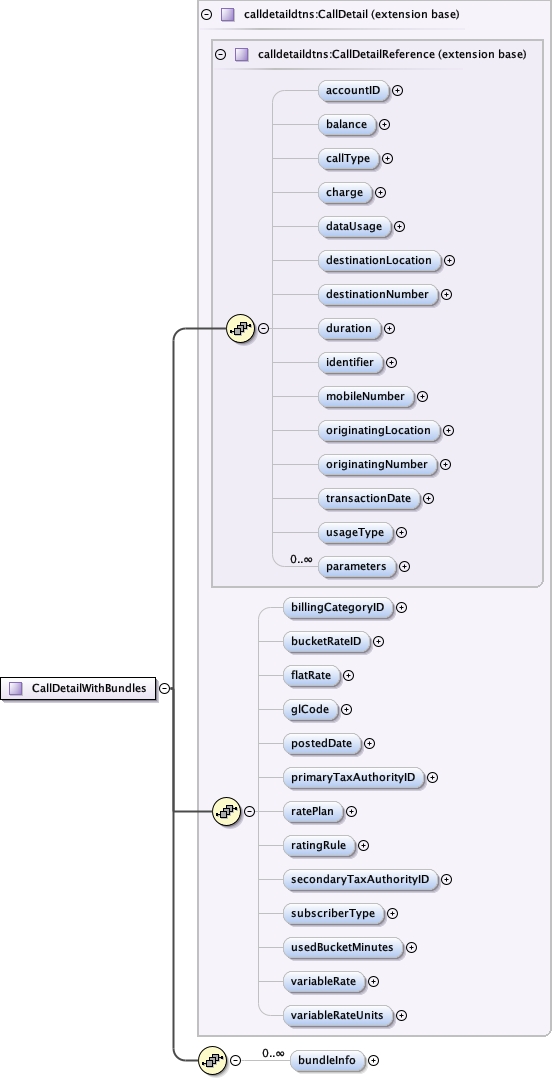 calldetaildtns:CallDetail (extension base)
calldetaildtns:CallDetailReference (extension base)
accountID
balance
callType
charge
dataUsage
destinationLocation
destinationNumber
duration
identifier
mobileNumber
originatingLocation
originatingNumber
transactionDate
usageType
0..∞ parameters
billingCategoryID
bucketRateID
flatRate
glCode
postedDate
CallDetailWithBundles
primaryTaxAuthorityID
ratePlan
ratingRule
secondaryTaxAuthorityID
subscriberType
usedBucketMinutes
variableRate
variableRateUnits
0..∞ bundleInfo